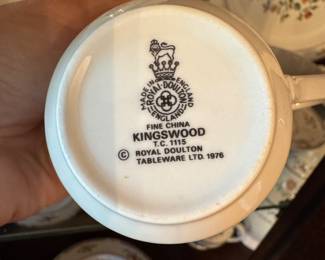 MADE IN ENGLAND
ROYAL DOULTON
ENGLAND
FINE CHINA
KINGSWOOD
T.C. 1115
© ROYAL DOULTON
TABLEWARE LTD. 1976